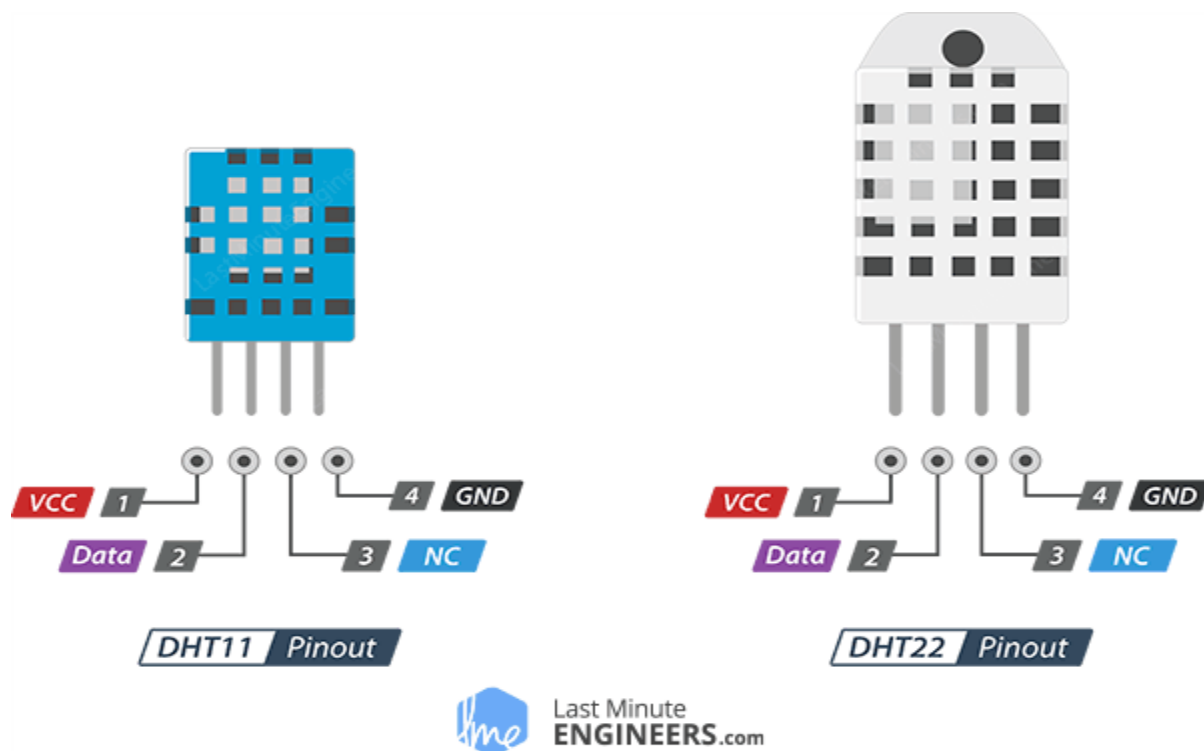 VCC 1
4 GND
Data 2
3 NC
DHT11 Pinout
VCC 1
4 GND
Data 2
3 NC
DHT22 Pinout
lme
Last Minute
ENGINEERS.com